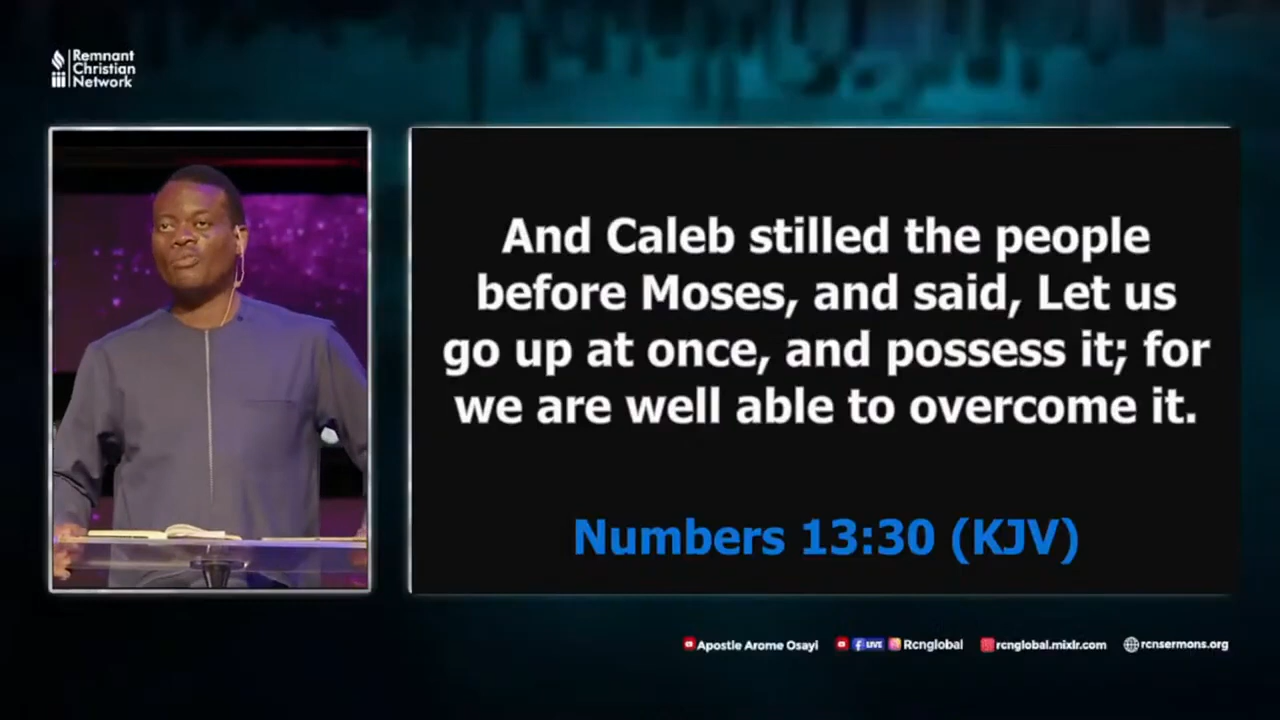 Remnant
Christian
Network
And Caleb stilled the people
before Moses, and said, Let us
go up at once, and possess it; for
we are well able to overcome it.
Numbers 13:30 (KJV)
Apostle Arome Osayi
LIVE Rcnglobal
rcnglobal.mixlr.com
rcnsermons.org